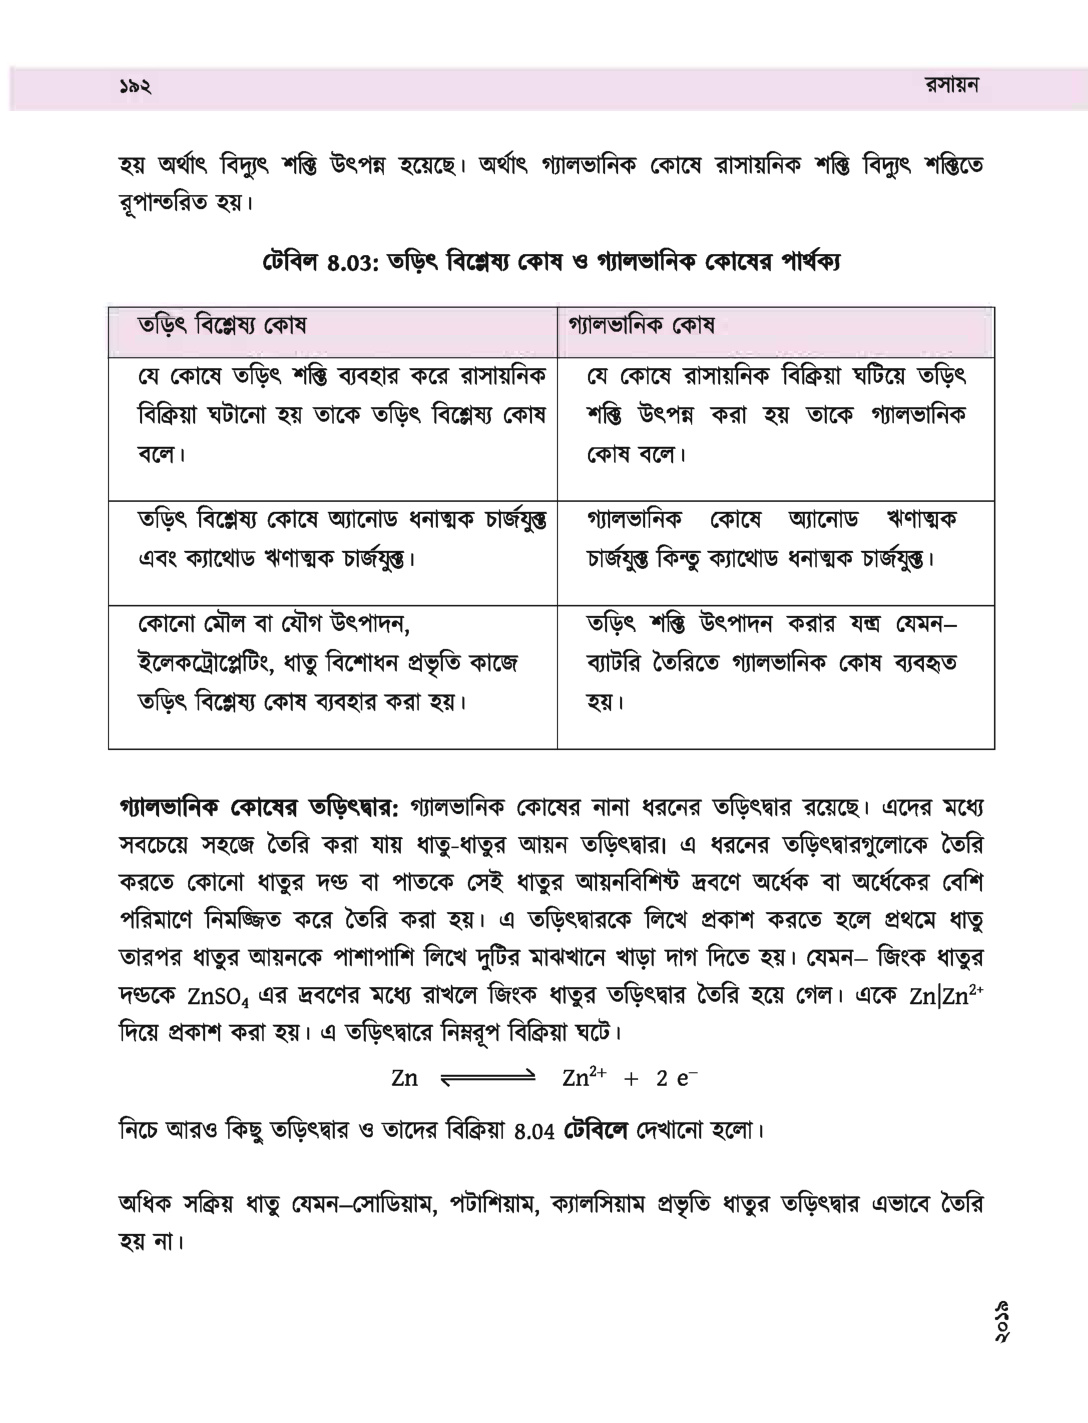 ১৯২
রসায়ন
হয় অর্থাৎ বিদ্যুৎ শক্তি উৎপন্ন হয়েছে। অর্থাৎ গ্যালভানিক কোষে রাসায়নিক শক্তি বিদ্যুৎ শক্তিতে
রূপান্তরিত হয়।
টেবিল 8.03: তড়িৎ বিশ্লেষ্য কোষ ও গ্যালভানিক কোষের পার্থক্য
তড়িৎ বিশ্লেষ্য কোষ
গ্যালভানিক কোষ
যে কোষে তড়িৎ শক্তি ব্যবহার করে রাসায়নিক
বিক্রিয়া ঘটানো হয় তাকে তড়িৎ বিশ্লেষ্য কোষ
বলে।
যে কোষে রাসায়নিক বিক্রিয়া ঘটিয়ে তড়িৎ
শক্তি উৎপন্ন করা হয় তাকে গ্যালভানিক
কোষ বলে।
তড়িৎ বিশ্লেষ্য কোষে অ্যানোড ধনাত্মক চার্জযুক্ত
এবং ক্যাথোড ঋণাত্মক চার্জযুক্ত।
গ্যালভানিক কোষে অ্যানোড ঋণাত্মক
চার্জযুক্ত কিন্তু ক্যাথোড ধনাত্মক চার্জযুক্ত।
কোনো মৌল বা যৌগ উৎপাদন,
ইলেকট্রোপ্লেটিং, ধাতু বিশোধন প্রভৃতি কাজে
তড়িৎ বিশ্লেষ্য কোষ ব্যবহার করা হয়।
তড়িৎ শক্তি উৎপাদন করার যন্ত্র যেমন–
ব্যাটরি তৈরিতে গ্যালভানিক কোষ ব্যবহৃত
হয়।
গ্যালভানিক কোষের তড়িৎদ্বার: গ্যালভানিক কোষের নানা ধরনের তড়িৎদ্বার রয়েছে। এদের মধ্যে
সবচেয়ে সহজে তৈরি করা যায় ধাতু-ধাতুর আয়ন তড়িৎদ্বার। এ ধরনের তড়িৎদ্বারগুলোকে তৈরি
করতে কোনো ধাতুর দণ্ড বা পাতকে সেই ধাতুর আয়নবিশিষ্ট দ্রবণে অর্ধেক বা অর্ধেকের বেশি
পরিমাণে নিমজ্জিত করে তৈরি করা হয়। এ তড়িৎদ্বারকে লিখে প্রকাশ করতে হলে প্রথমে ধাতু
তারপর ধাতুর আয়নকে পাশাপাশি লিখে দুটির মাঝখানে খাড়া দাগ দিতে হয়। যেমন– জিংক ধাতুর
দণ্ডকে ZnSO₄ এর দ্রবণের মধ্যে রাখলে জিংক ধাতুর তড়িৎদ্বার তৈরি হয়ে গেল। একে Zn|Zn²⁺
দিয়ে প্রকাশ করা হয়। এ তড়িৎদ্বারে নিম্নরূপ বিক্রিয়া ঘটে।
Zn ⇌ Zn²⁺ + 2 e⁻
নিচে আরও কিছু তড়িৎদ্বার ও তাদের বিক্রিয়া 8.04 টেবিলে দেখানো হলো।
অধিক সক্রিয় ধাতু যেমন–সোডিয়াম, পটাশিয়াম, ক্যালসিয়াম প্রভৃতি ধাতুর তড়িৎদ্বার এভাবে তৈরি
হয় না।
২০১৯